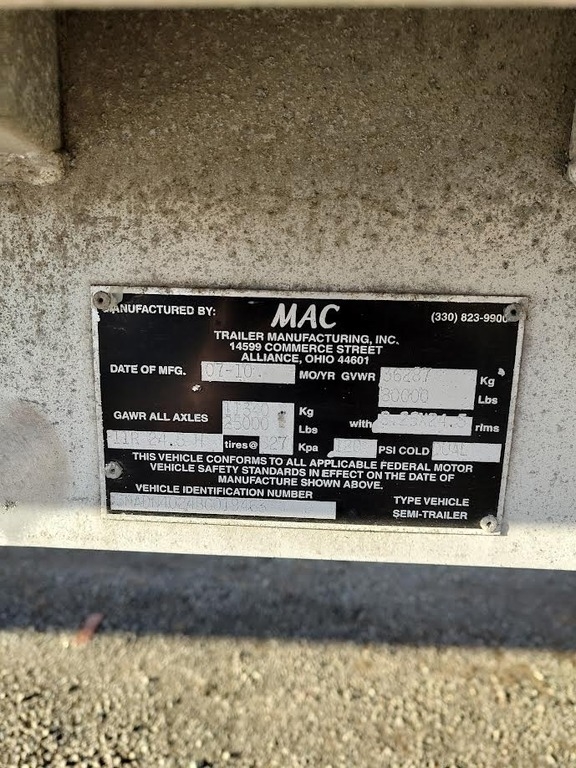 MANUFACTURED BY: MAC (330) 823-9900
TRAILER MANUFACTURING, INC.
14599 COMMERCE STREET
ALLIANCE, OHIO 44601
DATE OF MFG. 07-10 MO/YR GVWR Kg
80000 Lbs
GAWR ALL AXLES 11340 Kg
25000 Lbs with rims
tires@ Kpa PSI COLD DUAL
THIS VEHICLE CONFORMS TO ALL APPLICABLE FEDERAL MOTOR
VEHICLE SAFETY STANDARDS IN EFFECT ON THE DATE OF
MANUFACTURE SHOWN ABOVE.
VEHICLE IDENTIFICATION NUMBER TYPE VEHICLE
SEMI-TRAILER